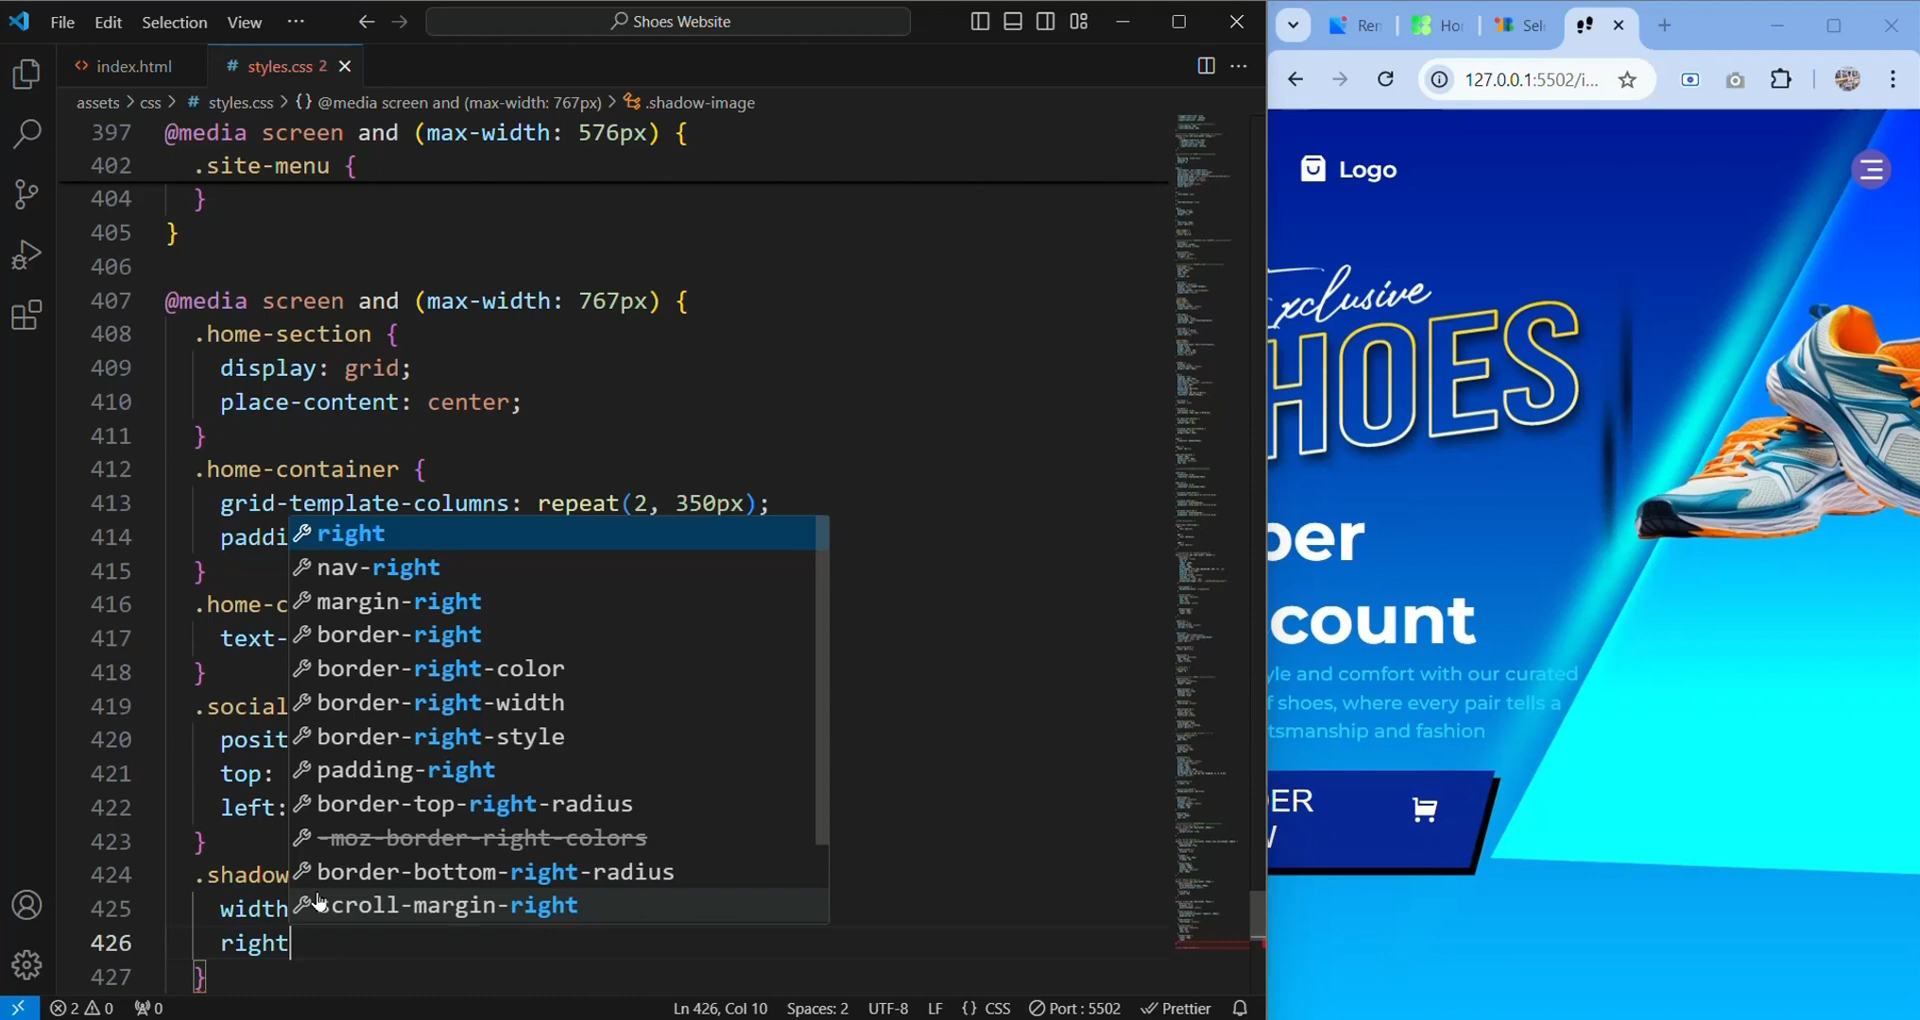 File Edit Selection View ··· Shoes Website
index.html # styles.css 2
assets > css > # styles.css > {} @media screen and (max-width: 767px) > .shadow-image
397 @media screen and (max-width: 576px) {
402 .site-menu {
404 }
405 }
406
407 @media screen and (max-width: 767px) {
408 .home-section {
409 display: grid;
410 place-content: center;
411 }
412 .home-container {
413 grid-template-columns: repeat(2, 350px);
414 paddi
415 }
416 .home-c
417 text-
418 }
419 .social
420 posit
421 top:
422 left:
423 }
424 .shadow
425 width
426 right
427 }
right
nav-right
margin-right
border-right
border-right-color
border-right-width
border-right-style
padding-right
border-top-right-radius
-moz-border-right-colors
border-bottom-right-radius
scroll-margin-right
2 0 0 Ln 426, Col 10 Spaces: 2 UTF-8 LF {} CSS Port : 5502 Prettier
Ren Ho Sel
127.0.0.1:5502/i...
Logo
Exclusive
HOES
per
count
yle and comfort with our curated
f shoes, where every pair tells a
tsmanship and fashion
DER
W